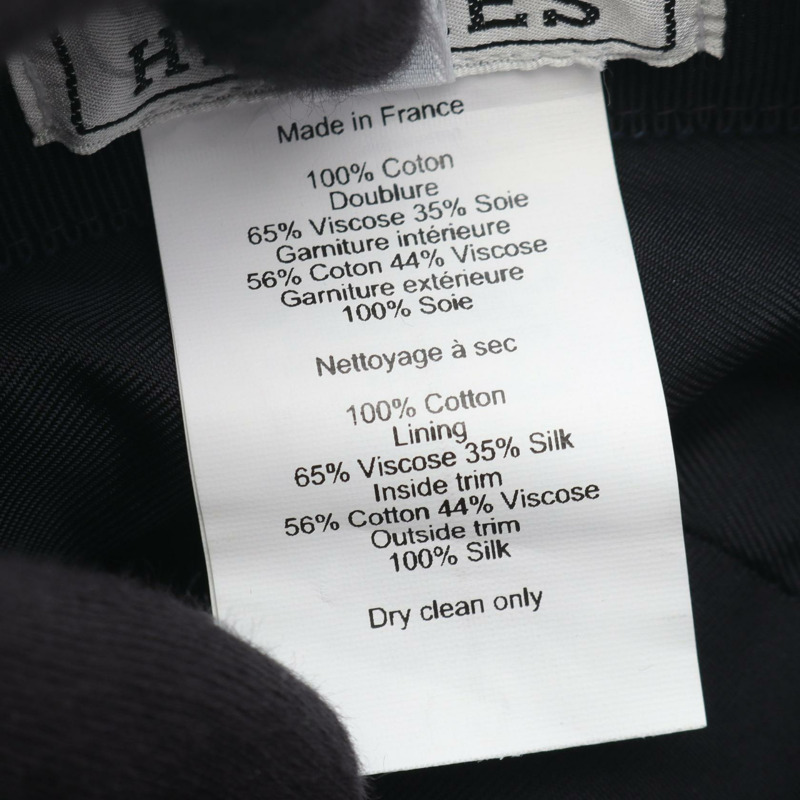 Made in France
100% Coton
Doublure
65% Viscose 35% Soie
Garniture intérieure
56% Coton 44% Viscose
Garniture extérieure
100% Soie
Nettoyage à sec
100% Cotton
Lining
65% Viscose 35% Silk
Inside trim
56% Cotton 44% Viscose
Outside trim
100% Silk
Dry clean only